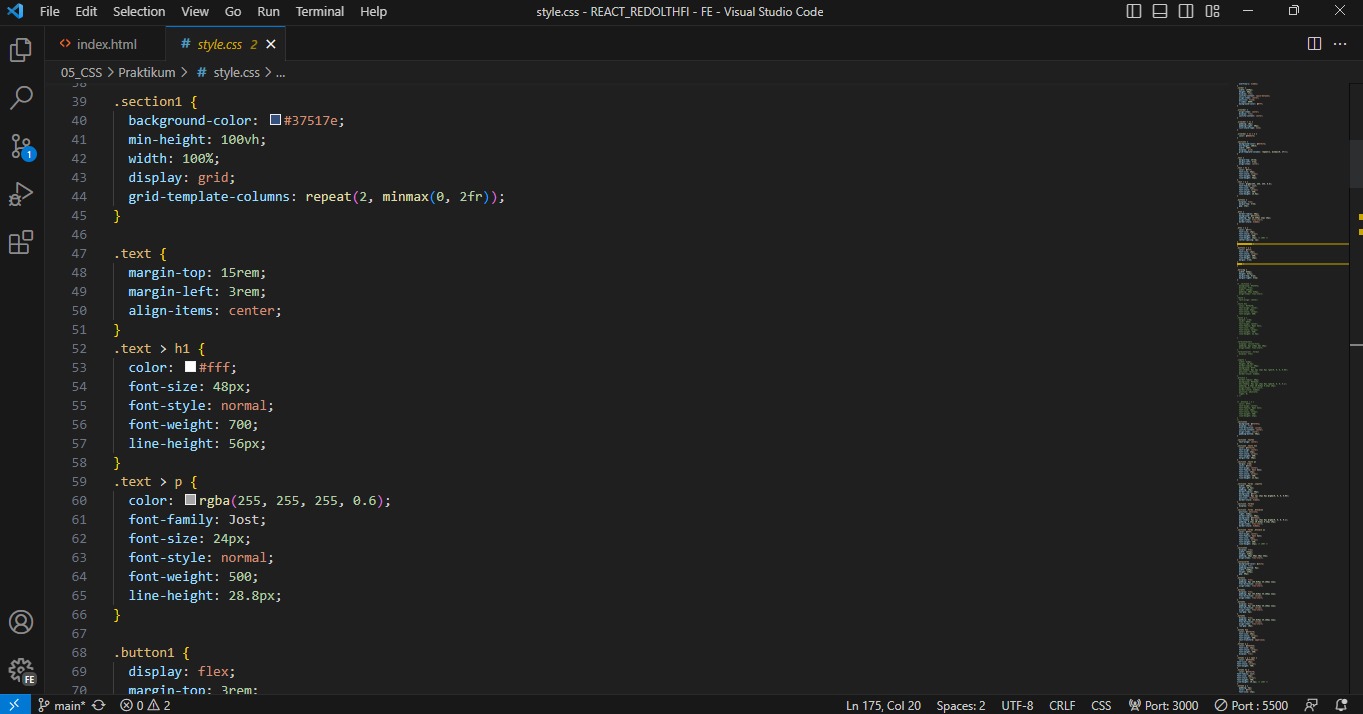 File Edit Selection View Go Run Terminal Help
style.css - REACT_REDOLTHFI - FE - Visual Studio Code
<> index.html
# style.css 2
05_CSS > Praktikum > # style.css > ...
38
39 .section1 {
40 background-color: #37517e;
41 min-height: 100vh;
42 width: 100%;
43 display: grid;
44 grid-template-columns: repeat(2, minmax(0, 2fr));
45 }
46
47 .text {
48 margin-top: 15rem;
49 margin-left: 3rem;
50 align-items: center;
51 }
52 .text > h1 {
53 color: #fff;
54 font-size: 48px;
55 font-style: normal;
56 font-weight: 700;
57 line-height: 56px;
58 }
59 .text > p {
60 color: rgba(255, 255, 255, 0.6);
61 font-family: Jost;
62 font-size: 24px;
63 font-style: normal;
64 font-weight: 500;
65 line-height: 28.8px;
66 }
67
68 .button1 {
69 display: flex;
70 margin-top: 3rem;
1
FE
main* 0 2
Ln 175, Col 20 Spaces: 2 UTF-8 CRLF CSS Port: 3000 Port : 5500